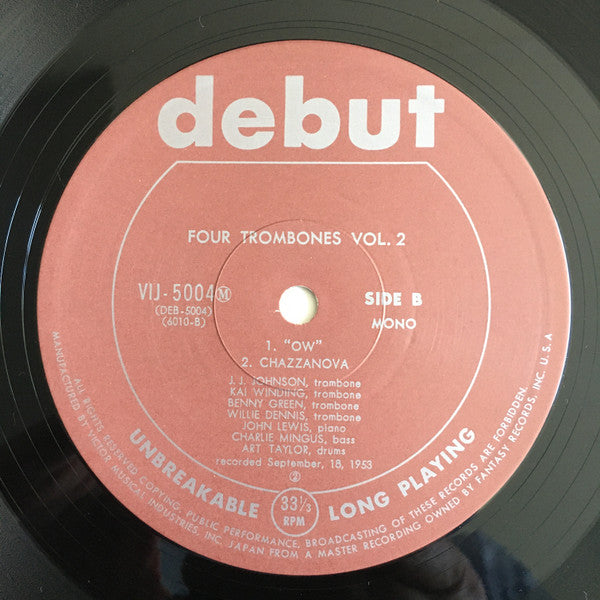 debut
FOUR TROMBONES VOL. 2
VIJ-5004 Ⓜ
(DEB-5004)
(6010-B)
SIDE B
MONO
1. "OW"
2. CHAZZANOVA
J. J. JOHNSON, trombone
KAI WINDING, trombone
BENNY GREEN, trombone
WILLIE DENNIS, trombone
JOHN LEWIS, piano
CHARLIE MINGUS, bass
ART TAYLOR, drums
recorded September, 18, 1953
②
UNBREAKABLE
33⅓
RPM
LONG PLAYING
ALL RIGHTS RESERVED COPYING, PUBLIC PERFORMANCE, BROADCASTING OF THESE RECORDS ARE FORBIDDEN.
MANUFACTURED BY VICTOR MUSICAL INDUSTRIES, INC. JAPAN FROM A MASTER RECORDING OWNED BY FANTASY RECORDS, INC. U. S. A